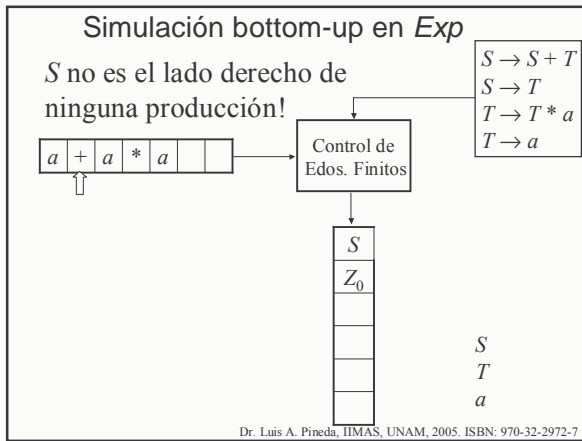 Simulación bottom-up en Exp
S no es el lado derecho de
ninguna producción!
S → S + T
S → T
T → T * a
T → a
a + a * a
Control de
Edos. Finitos
S
Z₀
S
T
a
Dr. Luis A. Pineda, IIMAS, UNAM, 2005. ISBN: 970-32-2972-7